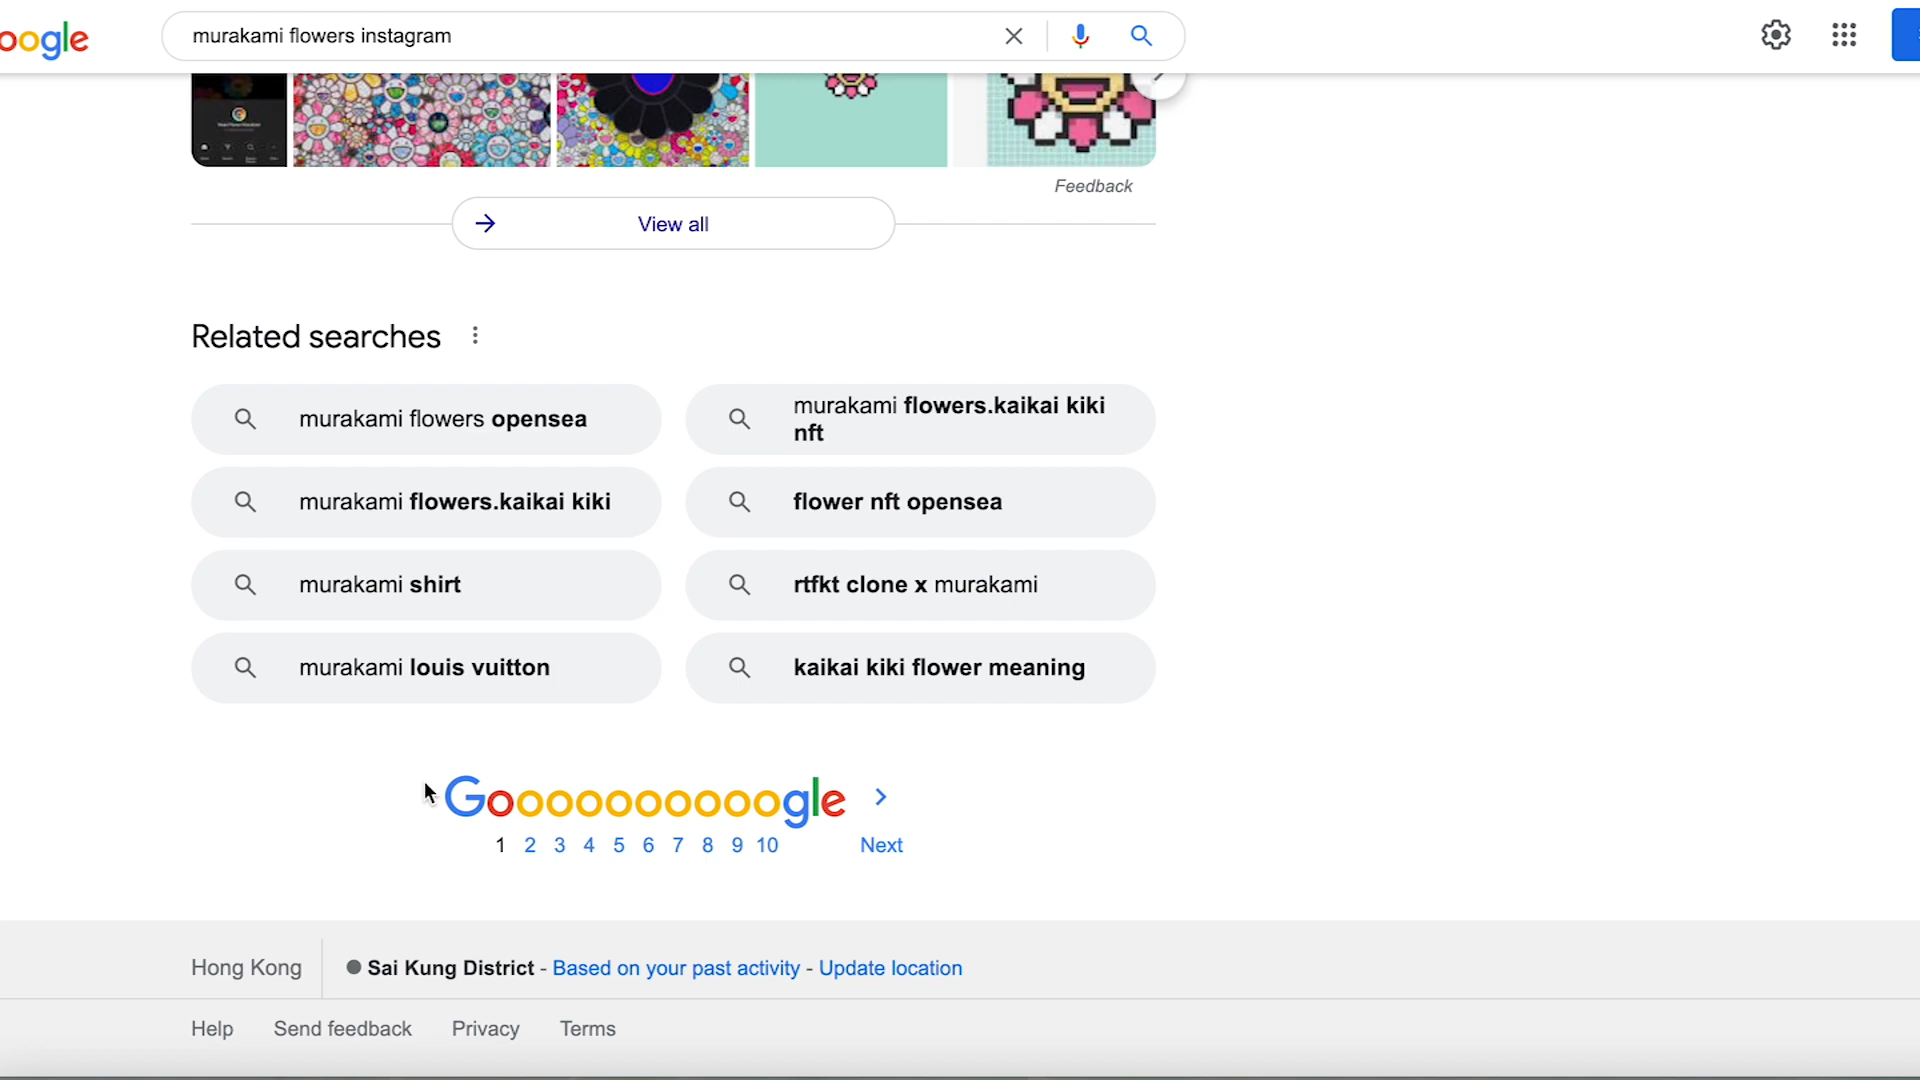 oogle
murakami flowers instagram
Feedback
View all
Related searches
murakami flowers opensea
murakami flowers.kaikai kiki
nft
murakami flowers.kaikai kiki
flower nft opensea
murakami shirt
rtfkt clone x murakami
murakami louis vuitton
kaikai kiki flower meaning
Goooooooooogle
1 2 3 4 5 6 7 8 9 10 Next
Hong Kong
Sai Kung District - Based on your past activity - Update location
Help Send feedback Privacy Terms